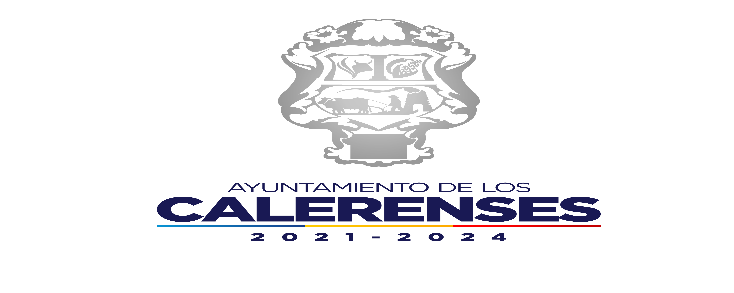 AYUNTAMIENTO DE LOS
CALERENSES
2021-2024